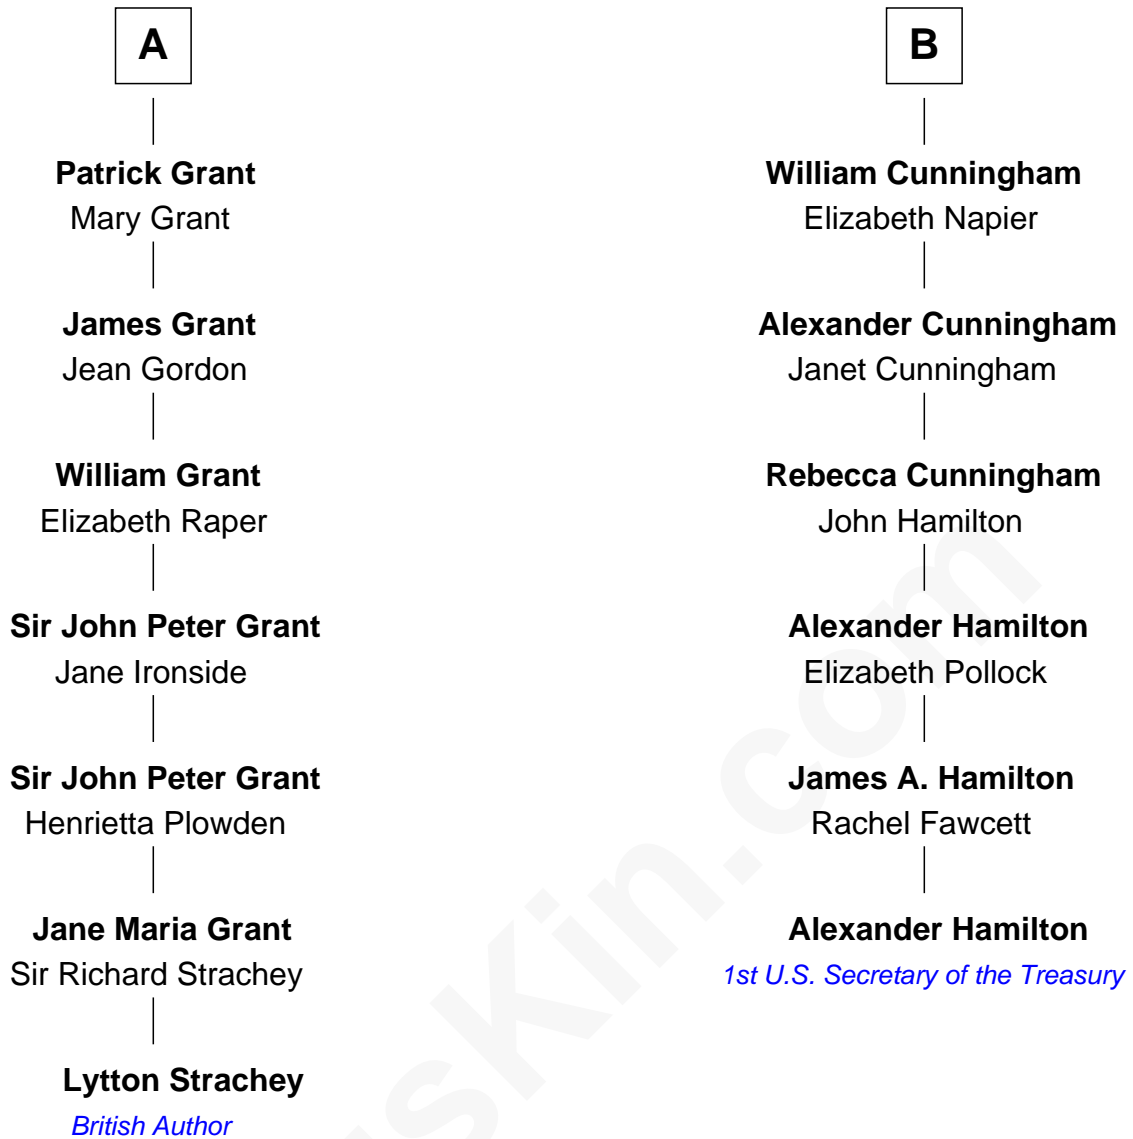 A
Patrick Grant
Mary Grant
James Grant
Jean Gordon
William Grant
Elizabeth Raper
Sir John Peter Grant
Jane Ironside
Sir John Peter Grant
Henrietta Plowden
Jane Maria Grant
Sir Richard Strachey
Lytton Strachey
British Author
B
William Cunningham
Elizabeth Napier
Alexander Cunningham
Janet Cunningham
Rebecca Cunningham
John Hamilton
Alexander Hamilton
Elizabeth Pollock
James A. Hamilton
Rachel Fawcett
Alexander Hamilton
1st U.S. Secretary of the Treasury
sKin.com